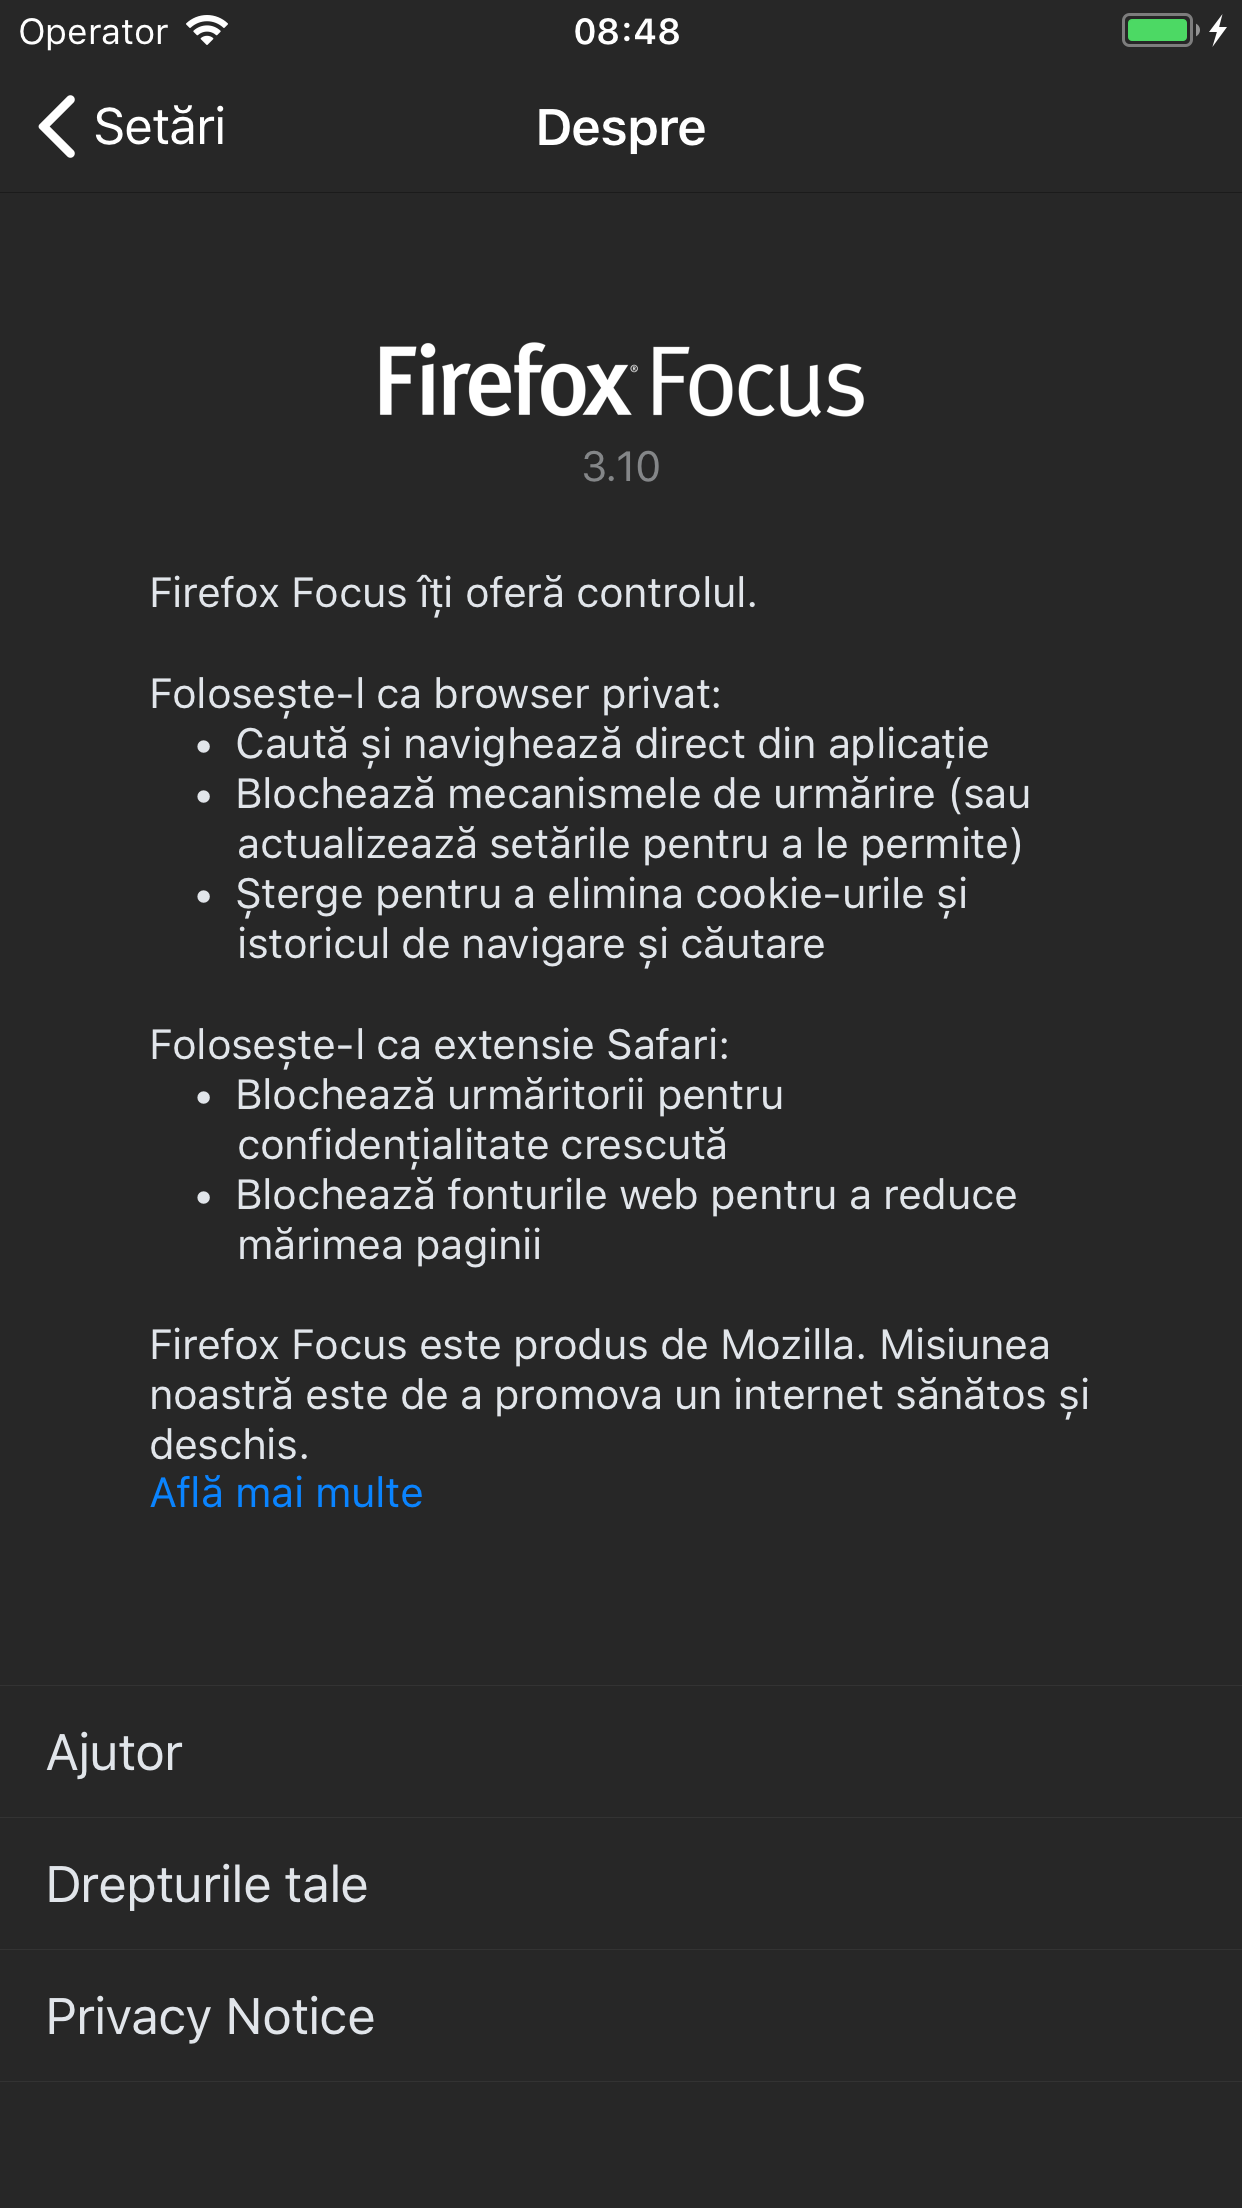 Operator
08:48
Setări
Despre
Firefox® Focus
3.10
Firefox Focus îți oferă controlul.
Folosește-l ca browser privat:
• Caută și navighează direct din aplicație
• Blochează mecanismele de urmărire (sau
actualizează setările pentru a le permite)
• Șterge pentru a elimina cookie-urile și
istoricul de navigare și căutare
Folosește-l ca extensie Safari:
• Blochează urmăritorii pentru
confidențialitate crescută
• Blochează fonturile web pentru a reduce
mărimea paginii
Firefox Focus este produs de Mozilla. Misiunea
noastră este de a promova un internet sănătos și
deschis.
Află mai multe
Ajutor
Drepturile tale
Privacy Notice